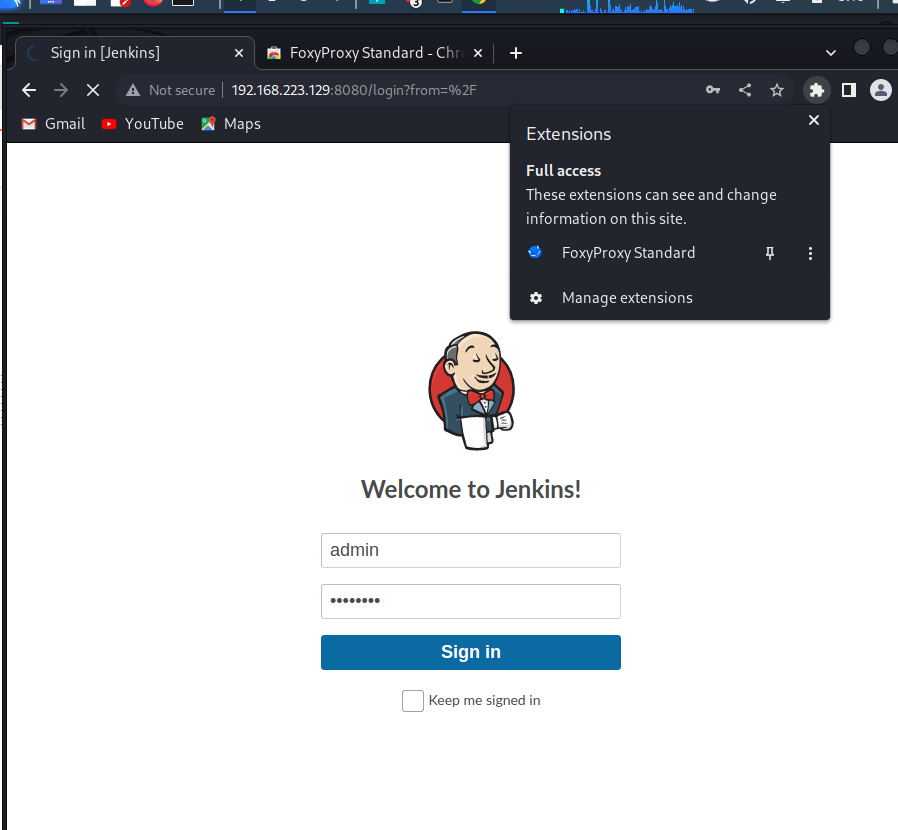 3
Sign in [Jenkins]
FoxyProxy Standard - Chr
Not secure
192.168.223.129:8080/login?from=%2F
Gmail
YouTube
Maps
Extensions
Full access
These extensions can see and change
information on this site.
FoxyProxy Standard
Manage extensions
Welcome to Jenkins!
admin
••••••••
Sign in
Keep me signed in